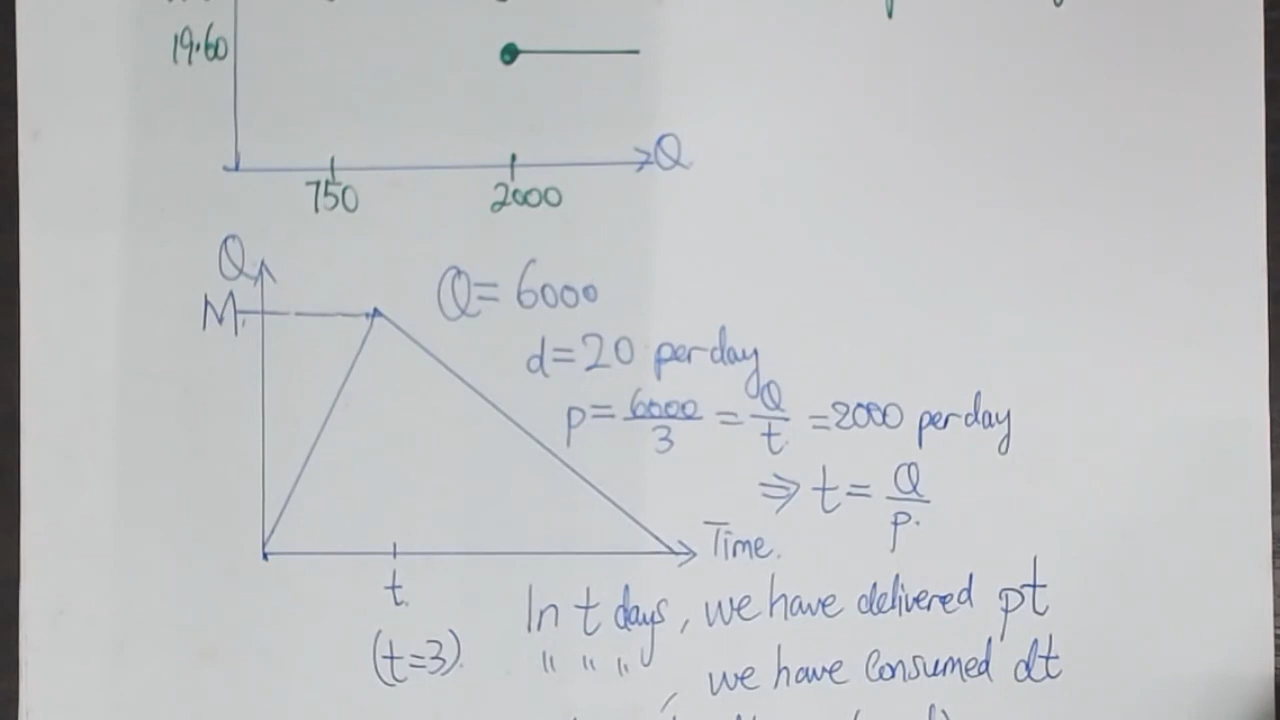 19.60
Q
750
2000
Q
M.
Q = 6000
d = 20 per day
p = 6000/3 = Q/t = 2000 per day
⇒ t = Q/p.
Time.
t.
(t=3).
In t days, we have delivered pt
" " " , we have consumed dt